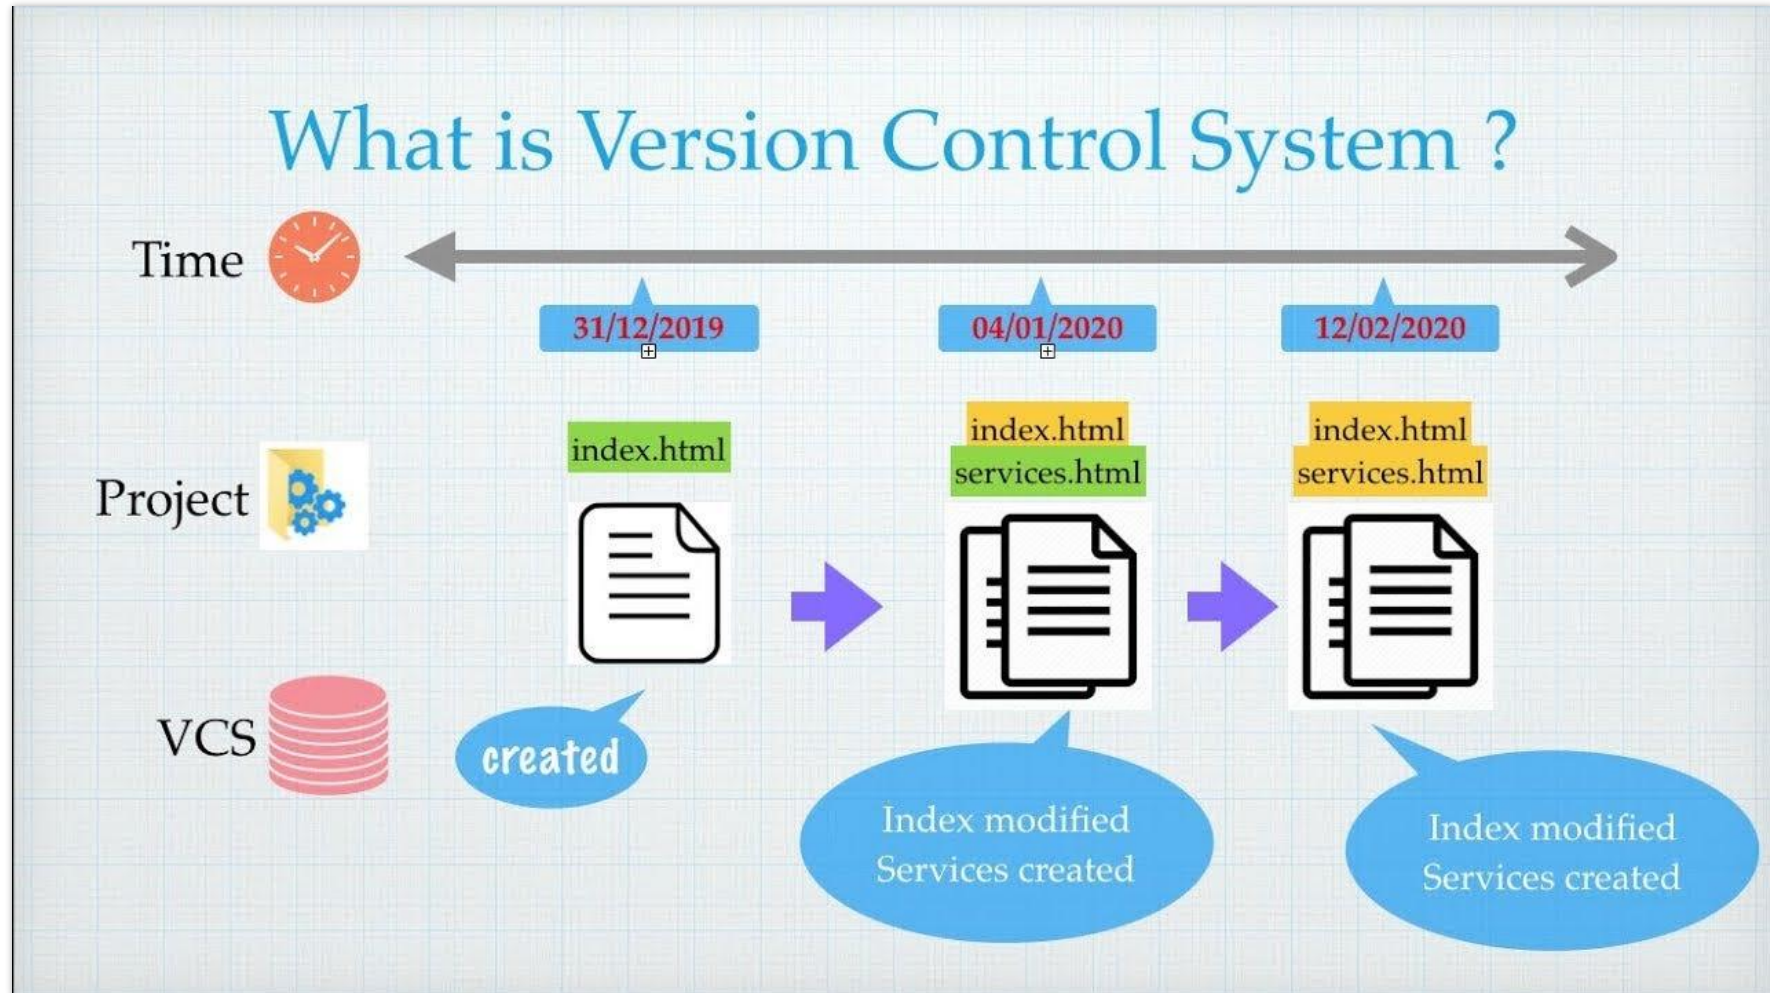 What is Version Control System ?
Time
31/12/2019
04/01/2020
12/02/2020
Project
index.html
index.html
services.html
index.html
services.html
VCS
created
Index modified
Services created
Index modified
Services created